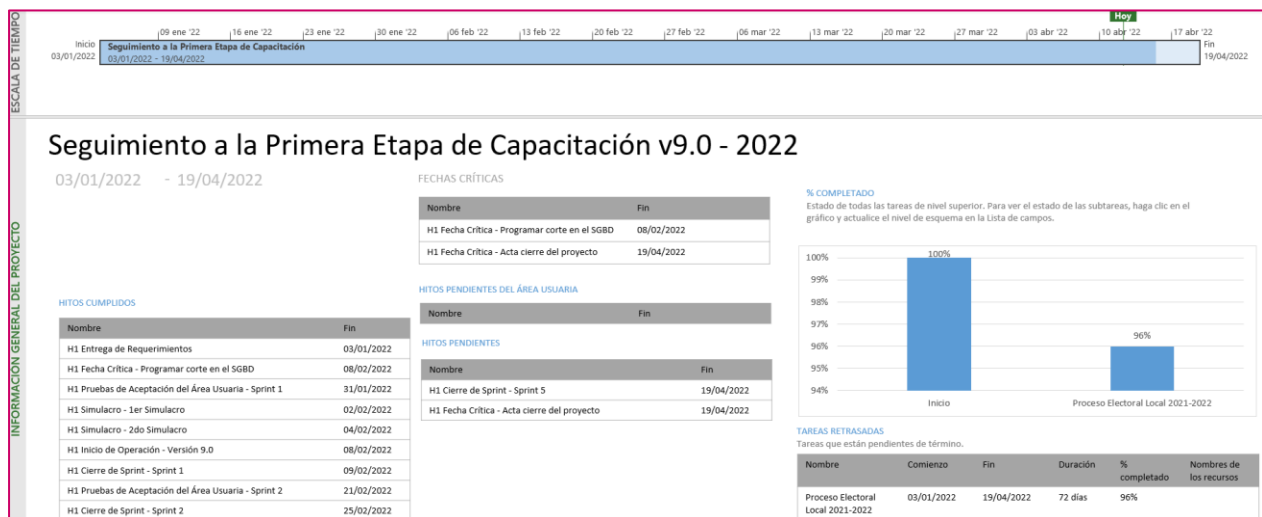 ESCALA DE TIEMPO
Hoy
09 ene '22
16 ene '22
23 ene '22
30 ene '22
06 feb '22
13 feb '22
20 feb '22
27 feb '22
06 mar '22
13 mar '22
20 mar '22
27 mar '22
03 abr '22
10 abr '22
17 abr '22
Inicio
03/01/2022
Seguimiento a la Primera Etapa de Capacitación
03/01/2022 - 19/04/2022
Fin
19/04/2022
INFORMACIÓN GENERAL DEL PROYECTO
Seguimiento a la Primera Etapa de Capacitación v9.0 - 2022
03/01/2022 - 19/04/2022
HITOS CUMPLIDOS
Nombre Fin
H1 Entrega de Requerimientos 03/01/2022
H1 Fecha Crítica - Programar corte en el SGBD 08/02/2022
H1 Pruebas de Aceptación del Área Usuaria - Sprint 1 31/01/2022
H1 Simulacro - 1er Simulacro 02/02/2022
H1 Simulacro - 2do Simulacro 04/02/2022
H1 Inicio de Operación - Versión 9.0 08/02/2022
H1 Cierre de Sprint - Sprint 1 09/02/2022
H1 Pruebas de Aceptación del Área Usuaria - Sprint 2 21/02/2022
H1 Cierre de Sprint - Sprint 2 25/02/2022
FECHAS CRÍTICAS
Nombre Fin
H1 Fecha Crítica - Programar corte en el SGBD 08/02/2022
H1 Fecha Crítica - Acta cierre del proyecto 19/04/2022
HITOS PENDIENTES DEL ÁREA USUARIA
Nombre Fin
HITOS PENDIENTES
Nombre Fin
H1 Cierre de Sprint - Sprint 5 19/04/2022
H1 Fecha Crítica - Acta cierre del proyecto 19/04/2022
% COMPLETADO
Estado de todas las tareas de nivel superior. Para ver el estado de las subtareas, haga clic en el
gráfico y actualice el nivel de esquema en la Lista de campos.
100%
99%
98%
97%
96%
95%
94%
100%
96%
Inicio
Proceso Electoral Local 2021-2022
TAREAS RETRASADAS
Tareas que están pendientes de término.
Nombre Comienzo Fin Duración % completado Nombres de los recursos
Proceso Electoral Local 2021-2022 03/01/2022 19/04/2022 72 días 96%